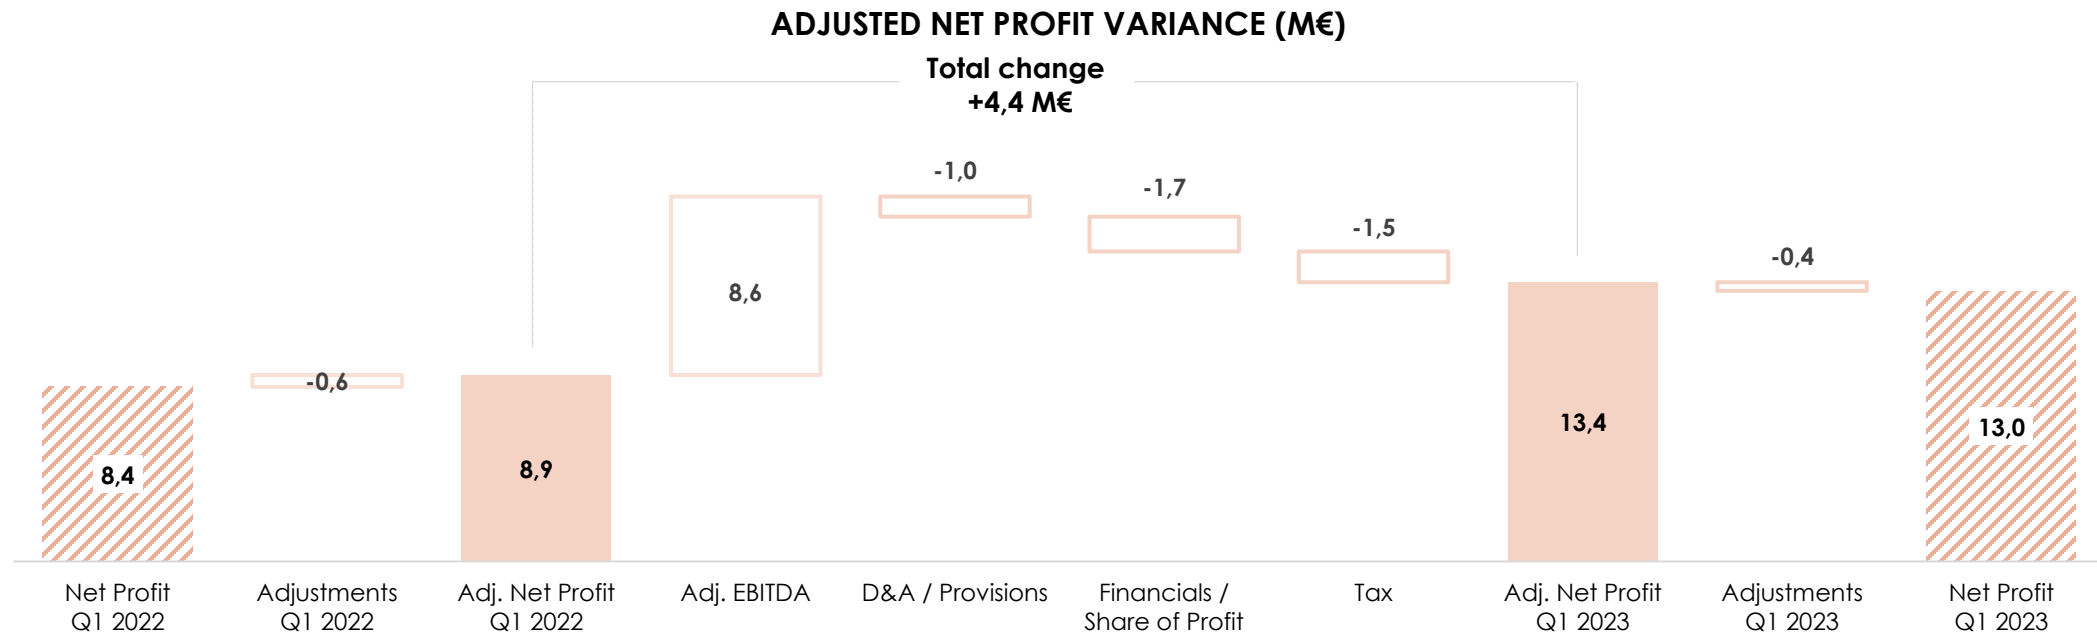 ADJUSTED NET PROFIT VARIANCE (M€)
Total change
+4,4 M€
8,4
-0,6
8,9
8,6
-1,0
-1,7
-1,5
13,4
-0,4
13,0
Net Profit
Q1 2022
Adjustments
Q1 2022
Adj. Net Profit
Q1 2022
Adj. EBITDA
D&A / Provisions
Financials /
Share of Profit
Tax
Adj. Net Profit
Q1 2023
Adjustments
Q1 2023
Net Profit
Q1 2023